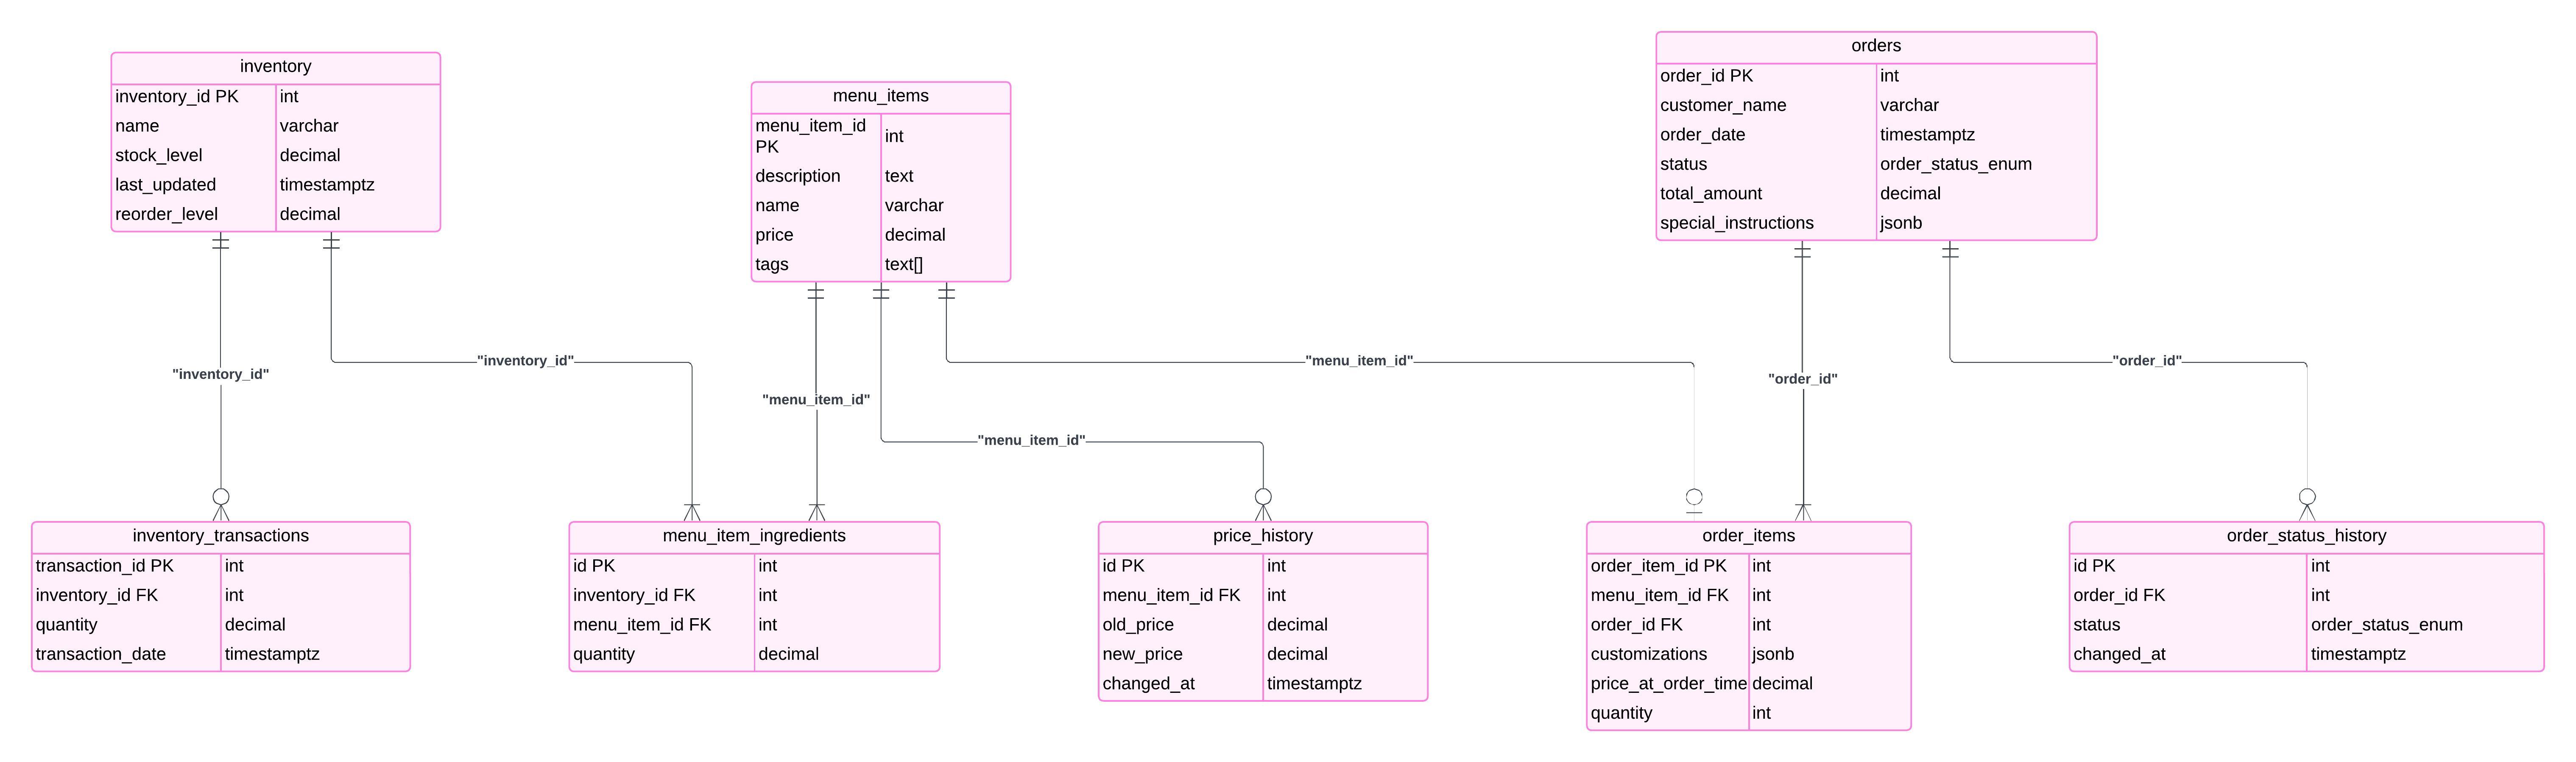 inventory
inventory_id PK int
name varchar
stock_level decimal
last_updated timestamptz
reorder_level decimal
menu_items
menu_item_id
PK
int
description text
name varchar
price decimal
tags text[]
orders
order_id PK int
customer_name varchar
order_date timestamptz
status order_status_enum
total_amount decimal
special_instructions jsonb
"inventory_id"
"inventory_id"
"menu_item_id"
"menu_item_id"
"menu_item_id"
"order_id"
"order_id"
inventory_transactions
transaction_id PK int
inventory_id FK int
quantity decimal
transaction_date timestamptz
menu_item_ingredients
id PK int
inventory_id FK int
menu_item_id FK int
quantity decimal
price_history
id PK int
menu_item_id FK int
old_price decimal
new_price decimal
changed_at timestamptz
order_items
order_item_id PK int
menu_item_id FK int
order_id FK int
customizations jsonb
price_at_order_time decimal
quantity int
order_status_history
id PK int
order_id FK int
status order_status_enum
changed_at timestamptz